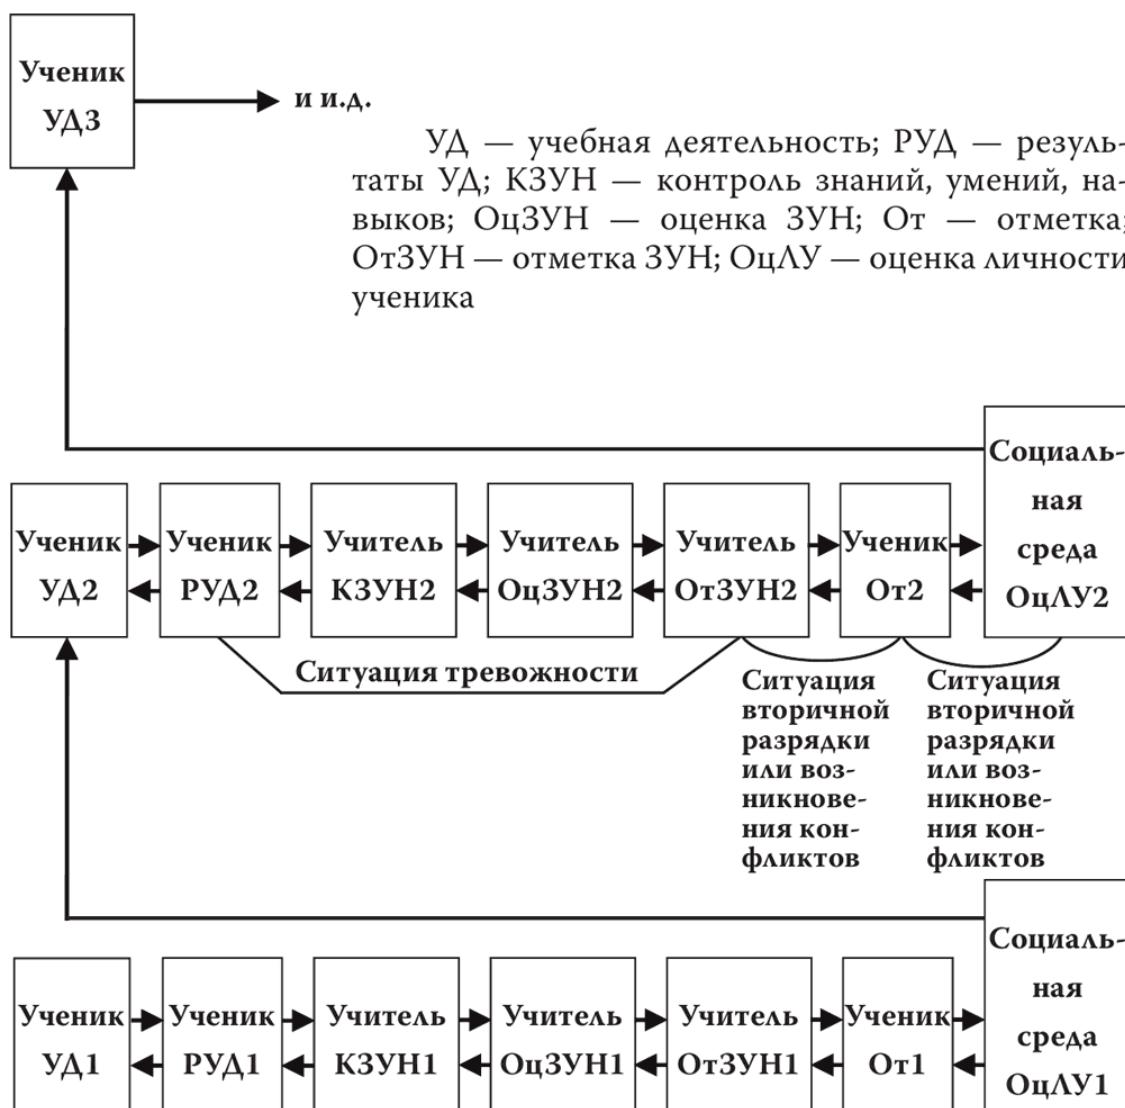 Ученик
УД3
и и.д.
УД — учебная деятельность; РУД — резуль-
таты УД; КЗУН — контроль знаний, умений, на-
выков; ОцЗУН — оценка ЗУН; От — отметка;
ОтЗУН — отметка ЗУН; ОцЛУ — оценка личности
ученика
Социаль-
ная
среда
ОцЛУ2
Ученик
УД2
Ученик
РУД2
Учитель
КЗУН2
Учитель
ОцЗУН2
Учитель
ОтЗУН2
Ученик
От2
Ситуация тревожности
Ситуация
вторичной
разрядки
или воз-
никнове-
ния кон-
фликтов
Ситуация
вторичной
разрядки
или воз-
никнове-
ния кон-
фликтов
Социаль-
ная
среда
ОцЛУ1
Ученик
УД1
Ученик
РУД1
Учитель
КЗУН1
Учитель
ОцЗУН1
Учитель
ОтЗУН1
Ученик
От1